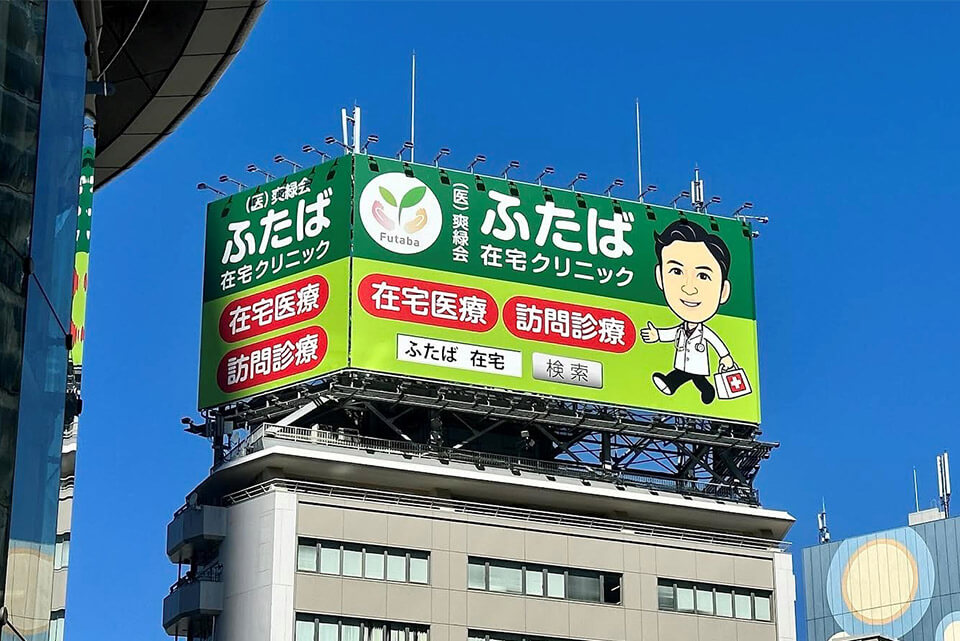 (医)爽緑会
ふたば
在宅クリニック
在宅医療
訪問診療
Futaba
(医)爽緑会
ふたば
在宅クリニック
在宅医療
訪問診療
ふたば 在宅
検索